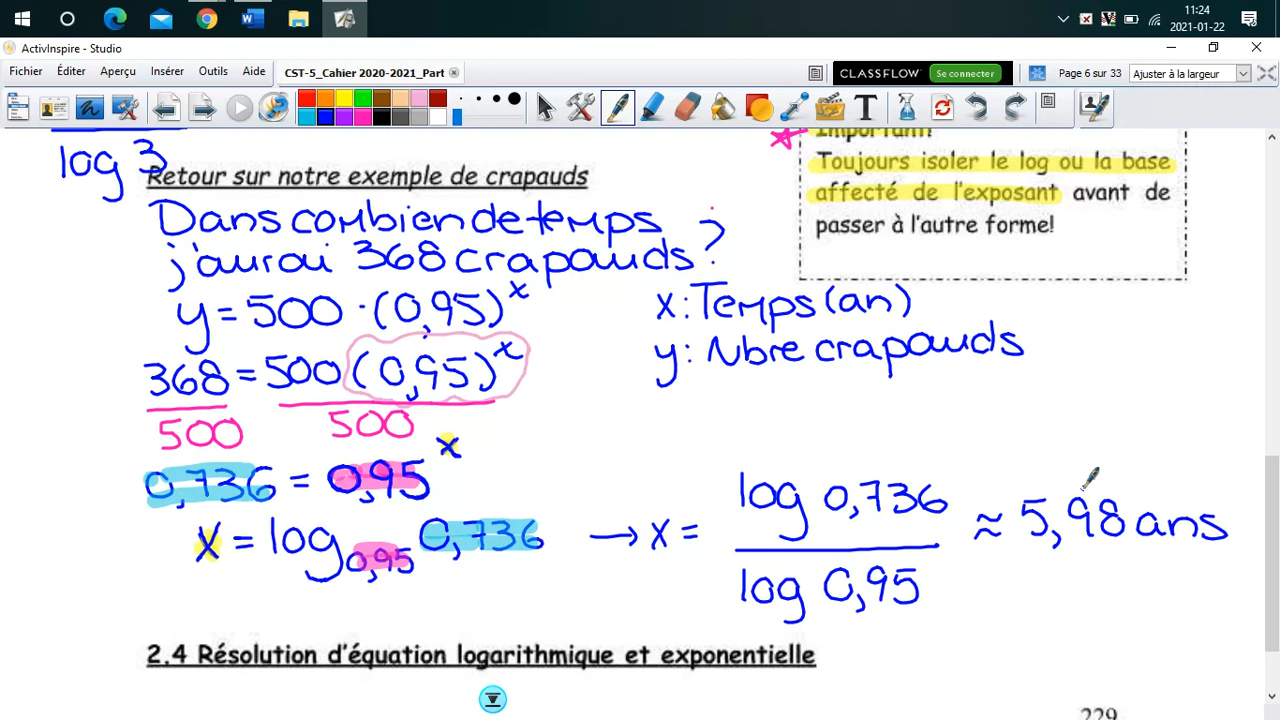 11:24
2021-01-22
ActivInspire - Studio
Fichier Éditer Aperçu Insérer Outils Aide CST-5_Cahier 2020-2021_Part CLASSFLOW Se connecter Page 6 sur 33 Ajuster à la largeur
log 3
Important!
Toujours isoler le log ou la base
affecté de l'exposant avant de
passer à l'autre forme!
Retour sur notre exemple de crapauds
Dans combien de temps
j'aurai 368 crapauds ?
y = 500 · (0,95)^x
x : Temps (an)
y : Nbre crapauds
368 = 500 (0,95)^x
500 500
0,736 = 0,95^x
x = log_0,95 0,736 → x = log 0,736 ≈ 5,98 ans
log 0,95
2.4 Résolution d'équation logarithmique et exponentielle
229